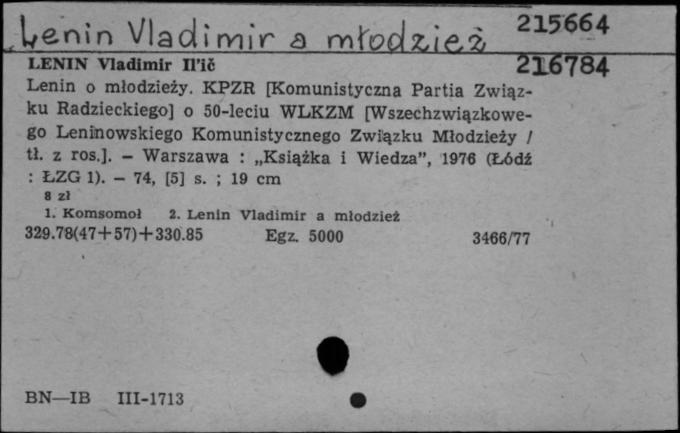 Lenin Vladimir a młodzież 215664
LENIN Vladimir Il'ič 216784
Lenin o młodzieży. KPZR [Komunistyczna Partia Związ-
ku Radzieckiego] o 50-leciu WLKZM [Wszechzwiązkowe-
go Leninowskiego Komunistycznego Związku Młodzieży /
tł. z ros.]. — Warszawa : „Książka i Wiedza”, 1976 (Łódź
: ŁZG 1). — 74, [5] s. ; 19 cm
8 zł
1. Komsomoł 2. Lenin Vladimir a młodzież
329.78(47+57)+330.85 Egz. 5000 3466/77
BN—IB III-1713